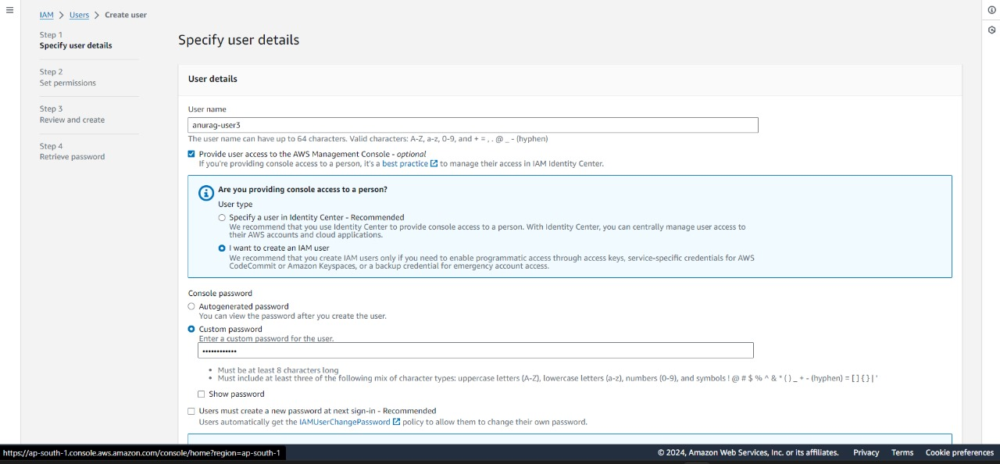 IAM > Users > Create user
Step 1
Specify user details
Step 2
Set permissions
Step 3
Review and create
Step 4
Retrieve password
Specify user details
User details
User name
anurag-user3
The user name can have up to 64 characters. Valid characters: A-Z, a-z, 0-9, and + = , . @ _ - (hyphen)
Provide user access to the AWS Management Console - optional
If you're providing console access to a person, it's a best practice to manage their access in IAM Identity Center.
Are you providing console access to a person?
User type
Specify a user in Identity Center - Recommended
We recommend that you use Identity Center to provide console access to a person. With Identity Center, you can centrally manage user access to
their AWS accounts and cloud applications.
I want to create an IAM user
We recommend that you create IAM users only if you need to enable programmatic access through access keys, service-specific credentials for AWS
CodeCommit or Amazon Keyspaces, or a backup credential for emergency account access.
Console password
Autogenerated password
You can view the password after you create the user.
Custom password
Enter a custom password for the user.
••••••••••••
• Must be at least 8 characters long
• Must include at least three of the following mix of character types: uppercase letters (A-Z), lowercase letters (a-z), numbers (0-9), and symbols ! @ # $ % ^ & * ( ) _ + - (hyphen) = [ ] { } | '
Show password
Users must create a new password at next sign-in - Recommended
Users automatically get the IAMUserChangePassword policy to allow them to change their own password.
https://ap-south-1.console.aws.amazon.com/console/home?region=ap-south-1
© 2024, Amazon Web Services, Inc. or its affiliates. Privacy Terms Cookie preferences